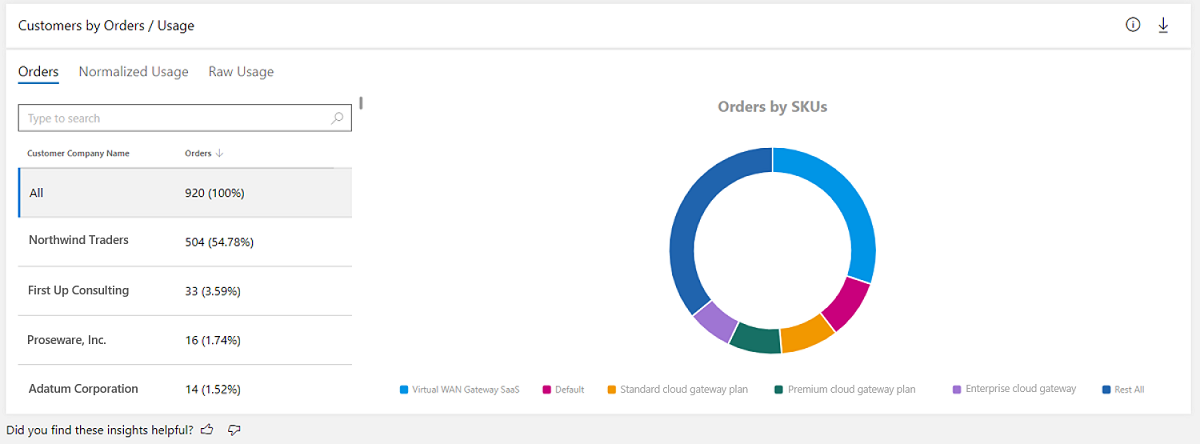 Customers by Orders / Usage
Orders Normalized Usage Raw Usage
Type to search
Customer Company Name Orders
All 920 (100%)
Northwind Traders 504 (54.78%)
First Up Consulting 33 (3.59%)
Proseware, Inc. 16 (1.74%)
Adatum Corporation 14 (1.52%)
Orders by SKUs
Virtual WAN Gateway SaaS Default Standard cloud gateway plan Premium cloud gateway plan Enterprise cloud gateway Rest All
Did you find these insights helpful?